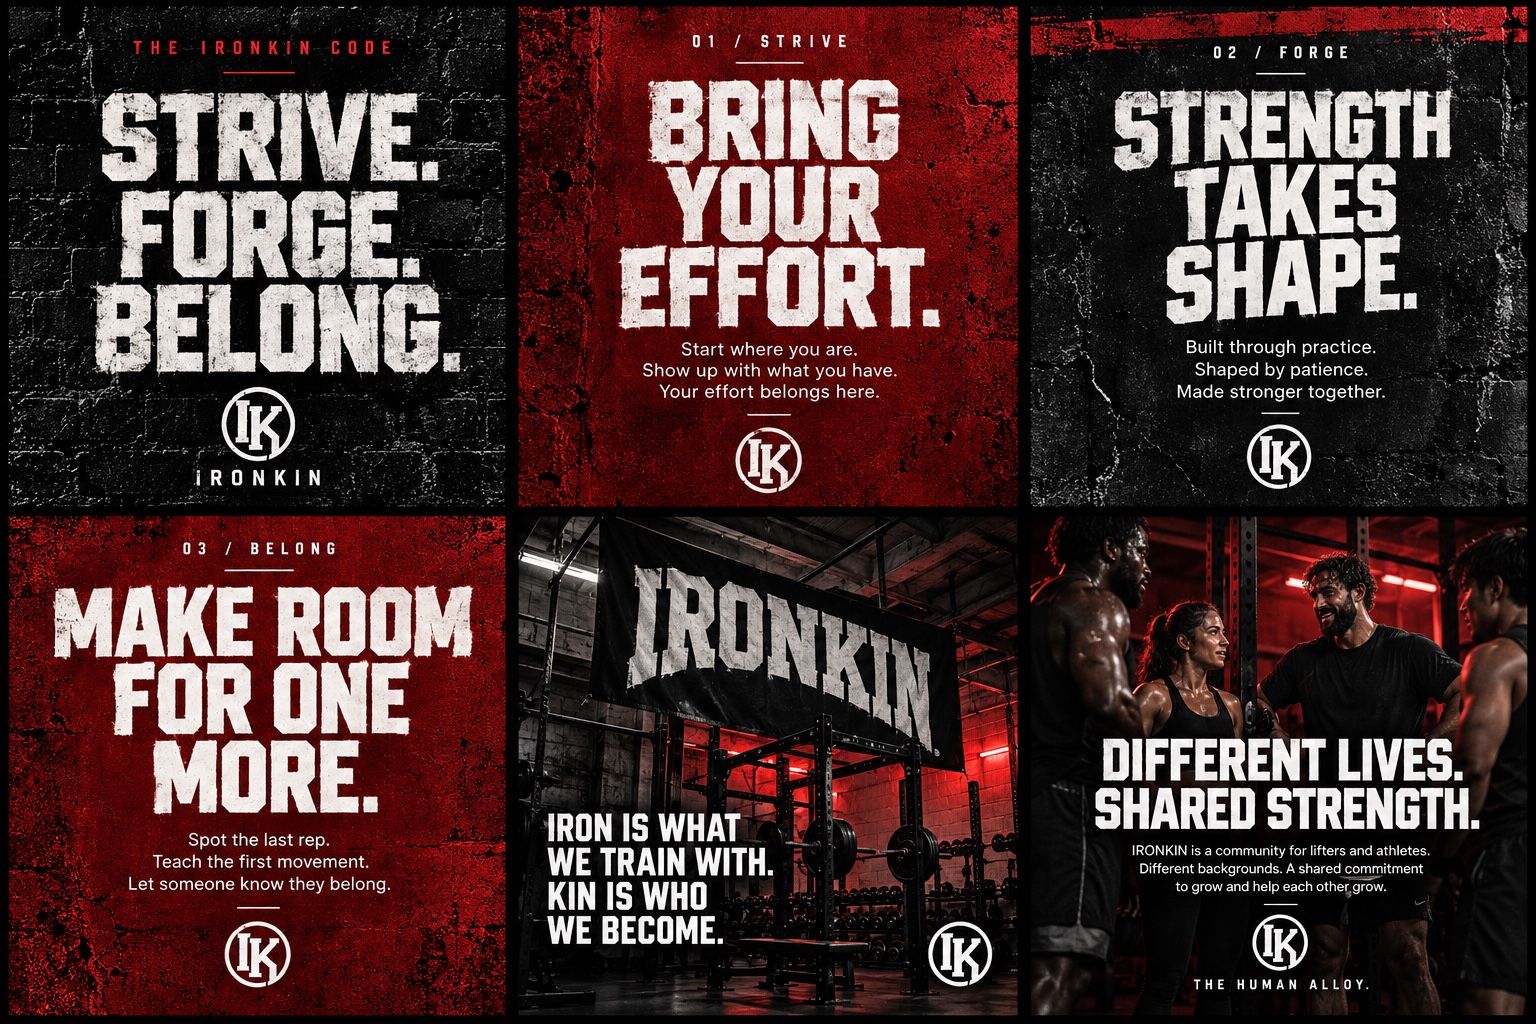 THE IRONKIN CODE
STRIVE.
FORGE.
BELONG.
IK
IRONKIN
01 / STRIVE
BRING
YOUR
EFFORT.
Start where you are.
Show up with what you have.
Your effort belongs here.
IK
02 / FORGE
STRENGTH
TAKES
SHAPE.
Built through practice.
Shaped by patience.
Made stronger together.
IK
03 / BELONG
MAKE ROOM
FOR ONE
MORE.
Spot the last rep.
Teach the first movement.
Let someone know they belong.
IK
IRONKIN
IRON IS WHAT
WE TRAIN WITH.
KIN IS WHO
WE BECOME.
IK
DIFFERENT LIVES.
SHARED STRENGTH.
IRONKIN is a community for lifters and athletes.
Different backgrounds. A shared commitment
to grow and help each other grow.
IK
THE HUMAN ALLOY.